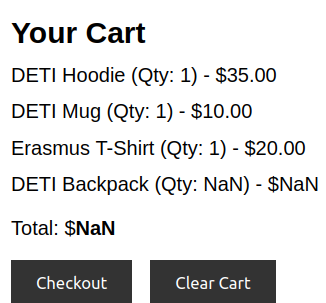 Your Cart
DETI Hoodie (Qty: 1) - $35.00
DETI Mug (Qty: 1) - $10.00
Erasmus T-Shirt (Qty: 1) - $20.00
DETI Backpack (Qty: NaN) - $NaN
Total: $NaN
Checkout
Clear Cart